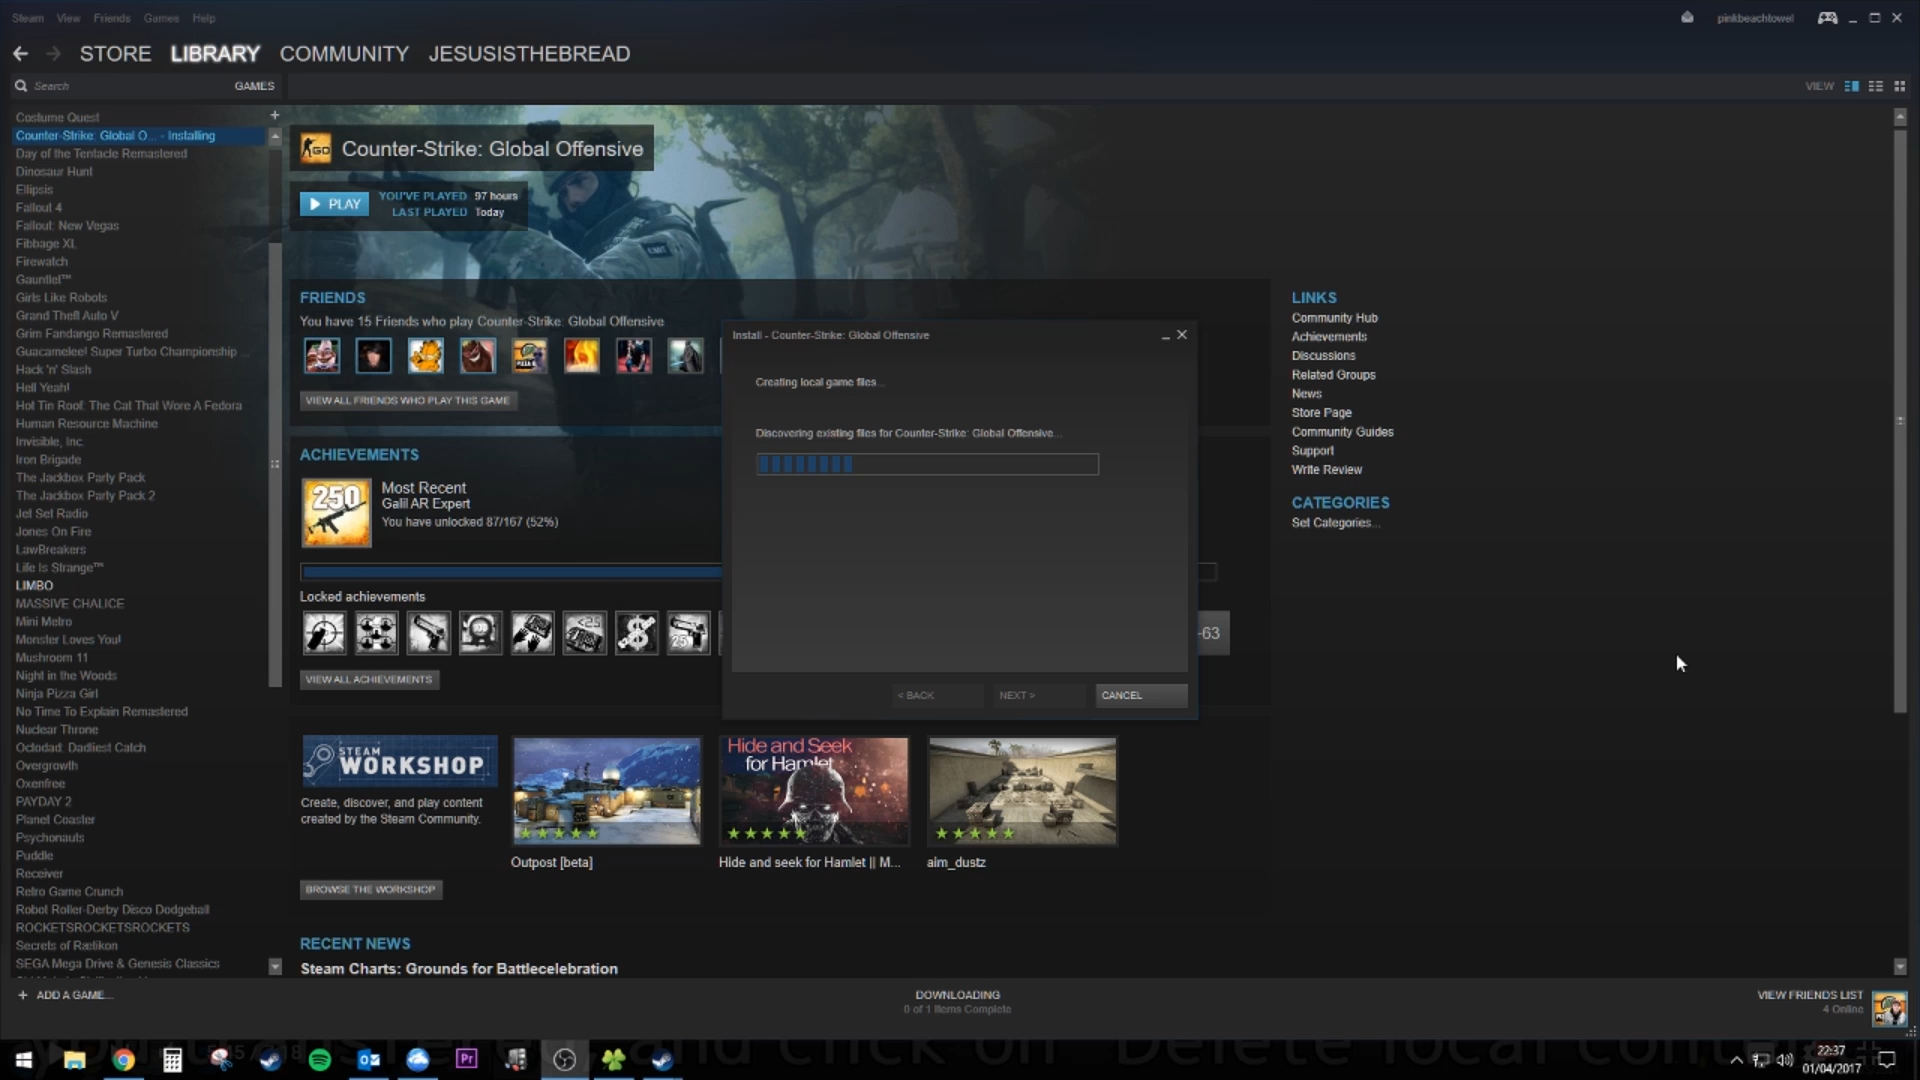 Steam View Friends Games Help
pinkbeachtowel
STORE LIBRARY COMMUNITY JESUSISTHEBREAD
Search GAMES
VIEW
Costume Quest
Counter-Strike: Global O... - Installing
Day of the Tentacle Remastered
Dinosaur Hunt
Ellipsis
Fallout 4
Fallout: New Vegas
Fibbage XL
Firewatch
Gauntlet™
Girls Like Robots
Grand Theft Auto V
Grim Fandango Remastered
Guacamelee! Super Turbo Championship ...
Hack 'n' Slash
Hell Yeah!
Hot Tin Roof: The Cat That Wore A Fedora
Human Resource Machine
Invisible, Inc.
Iron Brigade
The Jackbox Party Pack
The Jackbox Party Pack 2
Jet Set Radio
Jones On Fire
LawBreakers
Life Is Strange™
LIMBO
MASSIVE CHALICE
Mini Metro
Monster Loves You!
Mushroom 11
Night in the Woods
Ninja Pizza Girl
No Time To Explain Remastered
Nuclear Throne
Octodad: Dadliest Catch
Overgrowth
Oxenfree
PAYDAY 2
Planet Coaster
Psychonauts
Puddle
Receiver
Retro Game Crunch
Robot Roller-Derby Disco Dodgeball
ROCKETSROCKETSROCKETS
Secrets of Rætikon
SEGA Mega Drive & Genesis Classics
+ ADD A GAME...
GO
Counter-Strike: Global Offensive
PLAY
YOU'VE PLAYED 97 hours
LAST PLAYED Today
FRIENDS
You have 15 Friends who play Counter-Strike: Global Offensive
VIEW ALL FRIENDS WHO PLAY THIS GAME
ACHIEVEMENTS
250
Most Recent
Galil AR Expert
You have unlocked 87/167 (52%)
Locked achievements
-63
VIEW ALL ACHIEVEMENTS
Install - Counter-Strike: Global Offensive
Creating local game files...
Discovering existing files for Counter-Strike: Global Offensive...
< BACK
NEXT >
CANCEL
STEAM
WORKSHOP
Create, discover, and play content
created by the Steam Community.
BROWSE THE WORKSHOP
Outpost [beta]
Hide and Seek
for Hamlet
Hide and seek for Hamlet || M...
aim_dustz
RECENT NEWS
Steam Charts: Grounds for Battlecelebration
LINKS
Community Hub
Achievements
Discussions
Related Groups
News
Store Page
Community Guides
Support
Write Review
CATEGORIES
Set Categories...
DOWNLOADING
0 of 1 Items Complete
VIEW FRIENDS LIST
4 Online
and click on "Delete local
Pr
22:37
01/04/2017